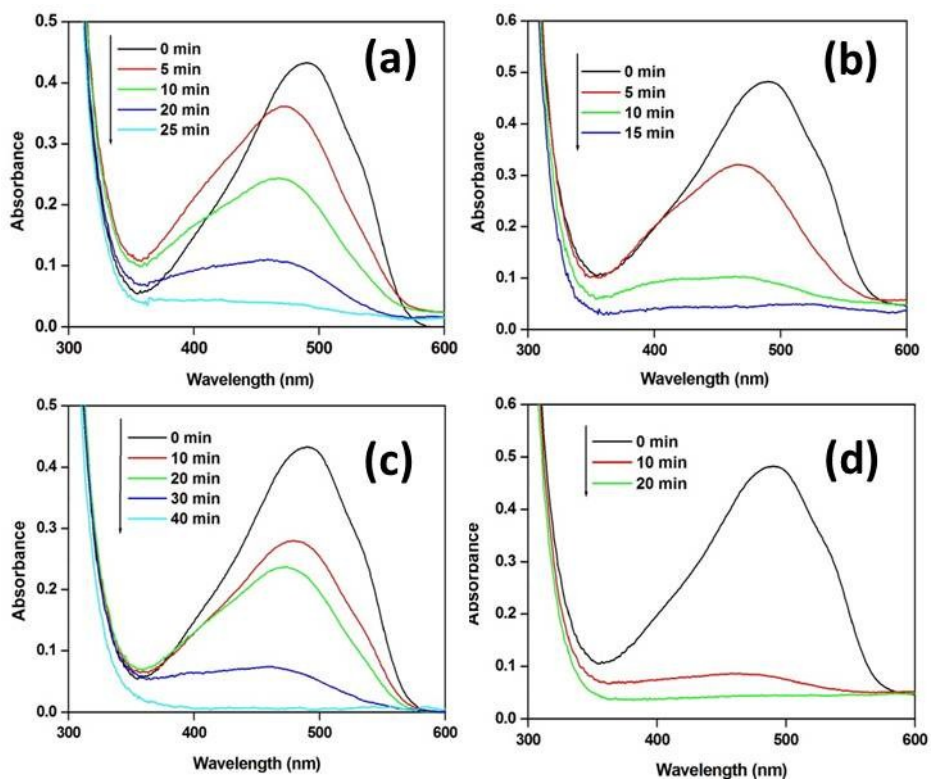 (a)
0 min
5 min
10 min
20 min
25 min
0.5
0.4
0.3
0.2
0.1
0.0
Absorbance
300 400 500 600
Wavelength (nm)
(b)
0 min
5 min
10 min
15 min
0.6
0.5
0.4
0.3
0.2
0.1
0.0
Absorbance
300 400 500 600
Wavelength (nm)
(c)
0 min
10 min
20 min
30 min
40 min
0.5
0.4
0.3
0.2
0.1
0.0
Absorbance
300 400 500 600
Wavelength (nm)
(d)
0 min
10 min
20 min
0.6
0.5
0.4
0.3
0.2
0.1
0.0
Absorbance
300 400 500 600
Wavelength (nm)